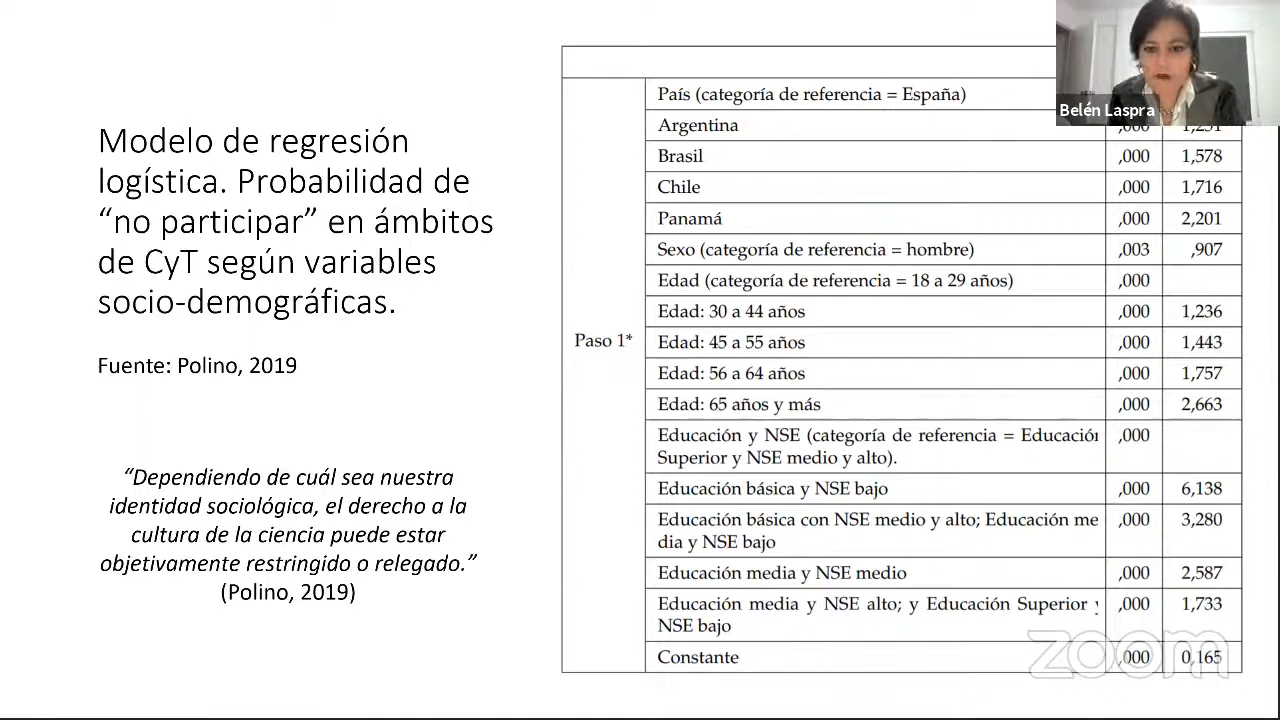 Modelo de regresión
logística. Probabilidad de
“no participar” en ámbitos
de CyT según variables
socio-demográficas.
Fuente: Polino, 2019
“Dependiendo de cuál sea nuestra
identidad sociológica, el derecho a la
cultura de la ciencia puede estar
objetivamente restringido o relegado.”
(Polino, 2019)
Paso 1*
País (categoría de referencia = España)
Argentina ,000 1,251
Brasil ,000 1,578
Chile ,000 1,716
Panamá ,000 2,201
Sexo (categoría de referencia = hombre) ,003 ,907
Edad (categoría de referencia = 18 a 29 años) ,000
Edad: 30 a 44 años ,000 1,236
Edad: 45 a 55 años ,000 1,443
Edad: 56 a 64 años ,000 1,757
Edad: 65 años y más ,000 2,663
Educación y NSE (categoría de referencia = Educación ,000
Superior y NSE medio y alto).
Educación básica y NSE bajo ,000 6,138
Educación básica con NSE medio y alto; Educación me ,000 3,280
dia y NSE bajo
Educación media y NSE medio ,000 2,587
Educación media y NSE alto; y Educación Superior y ,000 1,733
NSE bajo
Constante ,000 0,165
Belén Laspra
zoom